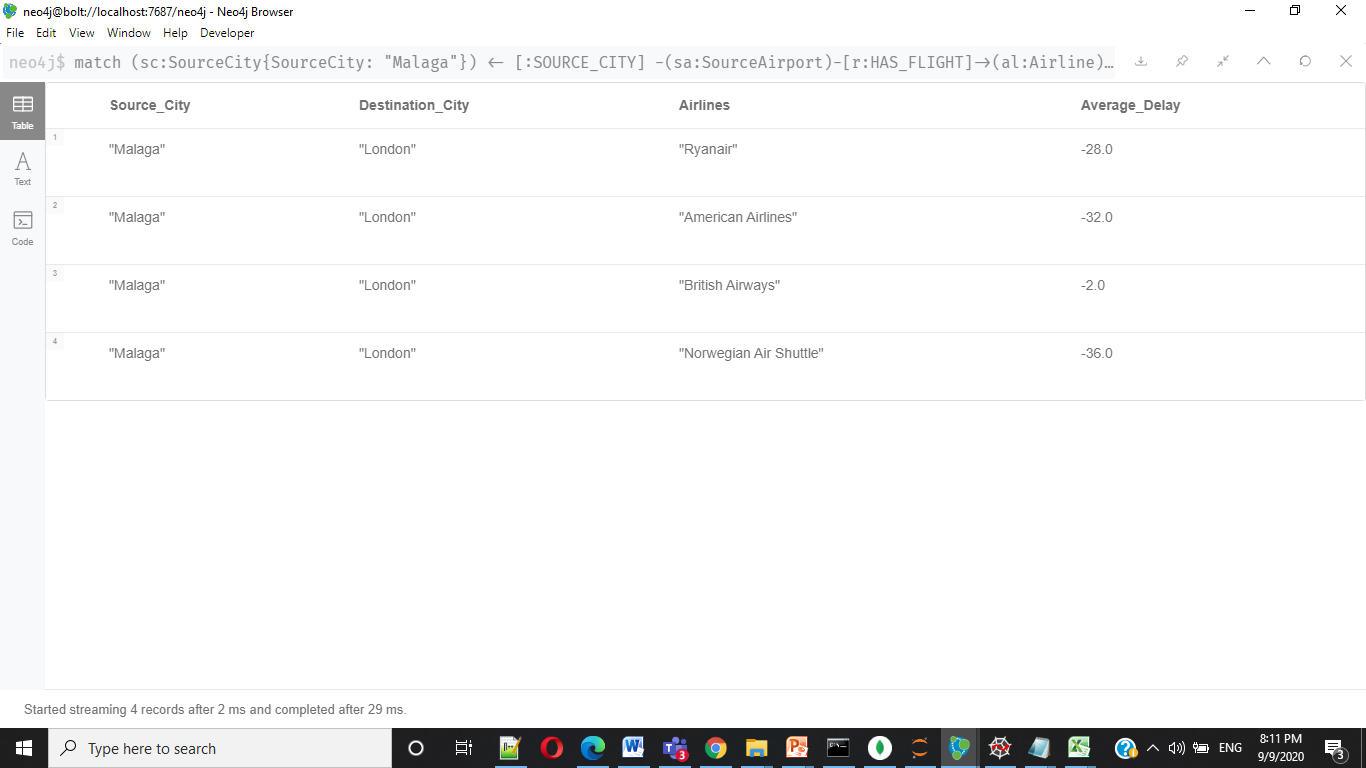 neo4j@bolt://localhost:7687/neo4j - Neo4j Browser
File Edit View Window Help Developer
neo4j$ match (sc:SourceCity{SourceCity: "Malaga"}) <- [:SOURCE_CITY] -(sa:SourceAirport)-[r:HAS_FLIGHT]->(al:Airline)…
Source_City Destination_City Airlines Average_Delay
Table
1
"Malaga" "London" "Ryanair" -28.0
Text
2
"Malaga" "London" "American Airlines" -32.0
Code
3
"Malaga" "London" "British Airways" -2.0
4
"Malaga" "London" "Norwegian Air Shuttle" -36.0
Started streaming 4 records after 2 ms and completed after 29 ms.
Type here to search
3
ENG
8:11 PM
9/9/2020
3